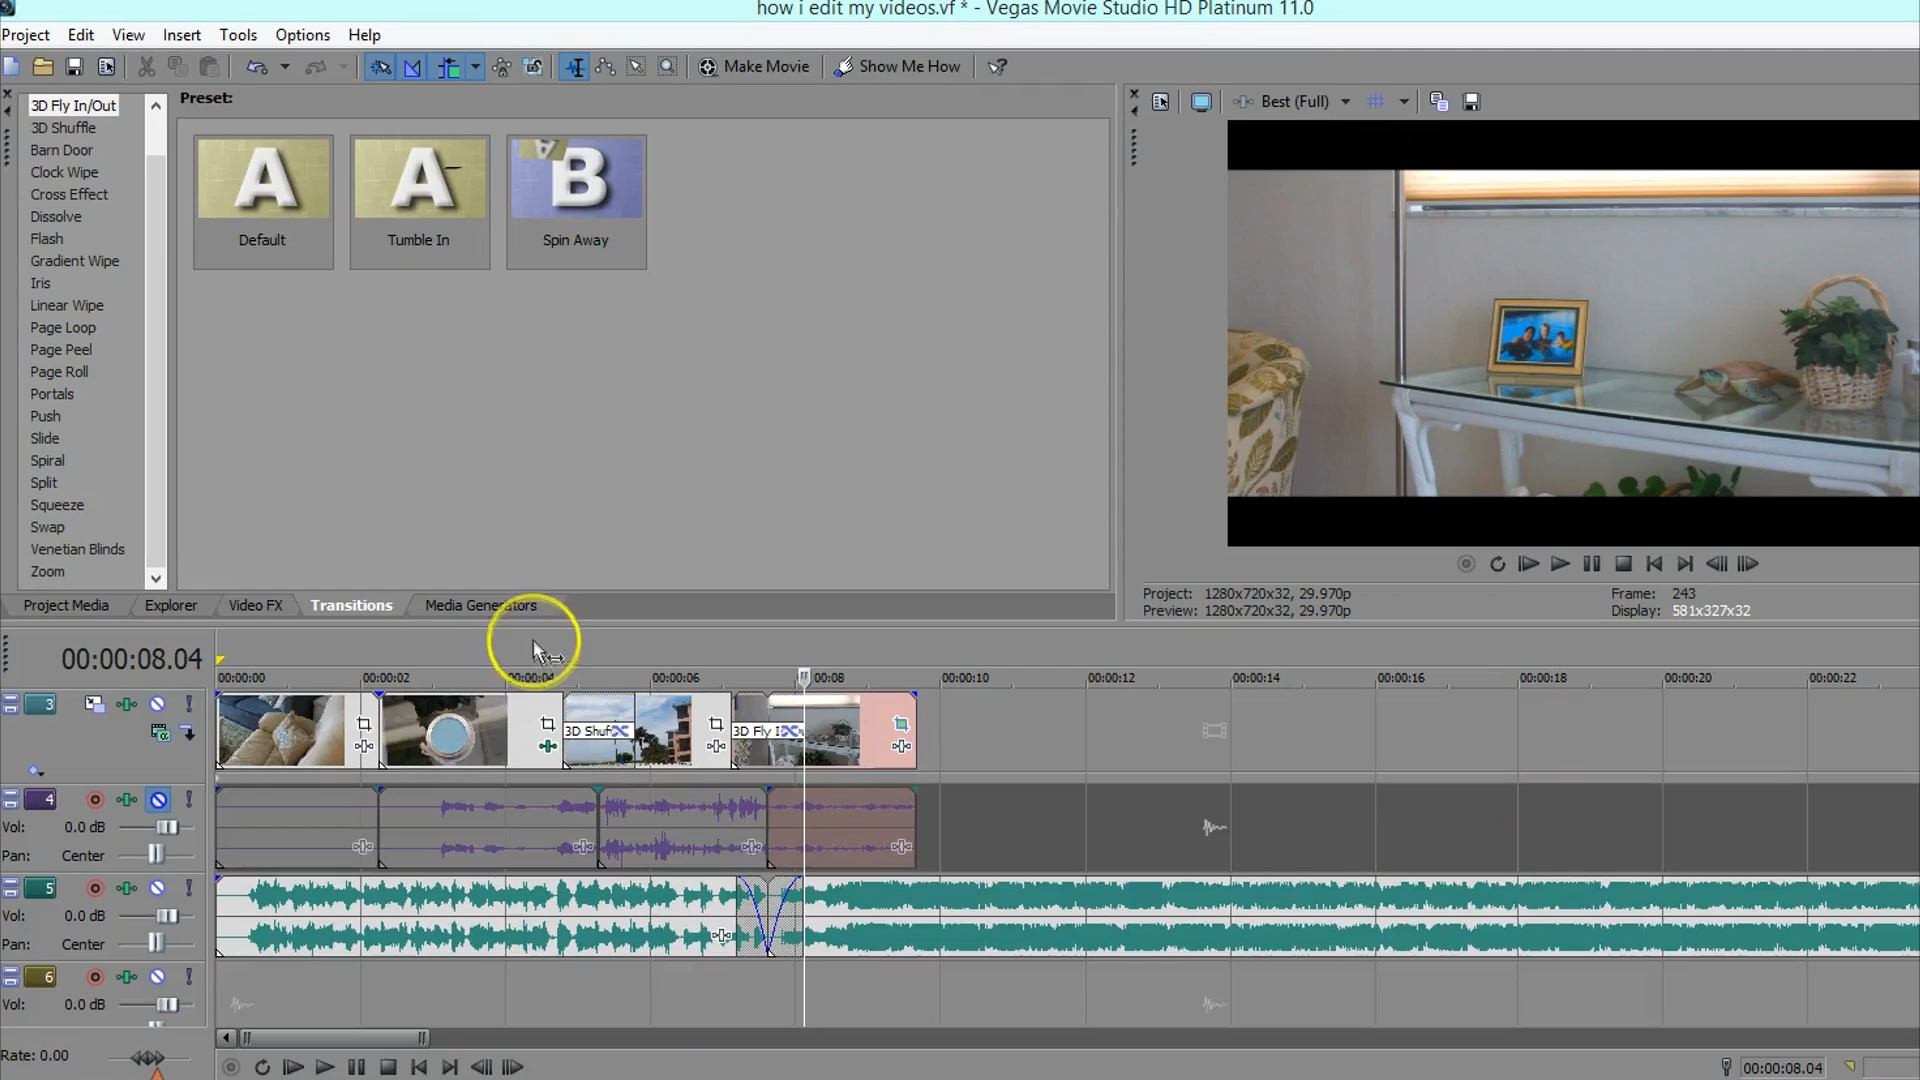 how i edit my videos.vf * - Vegas Movie Studio HD Platinum 11.0
Project Edit View Insert Tools Options Help
Make Movie Show Me How
3D Fly In/Out
3D Shuffle
Barn Door
Clock Wipe
Cross Effect
Dissolve
Flash
Gradient Wipe
Iris
Linear Wipe
Page Loop
Page Peel
Page Roll
Portals
Push
Slide
Spiral
Split
Squeeze
Swap
Venetian Blinds
Zoom
Preset:
A A B
Default Tumble In Spin Away
Best (Full)
Project: 1280x720x32, 29.970p Frame: 243
Preview: 1280x720x32, 29.970p Display: 581x327x32
Project Media Explorer Video FX Transitions Media Generators
00:00:08.04
00:00:00 00:00:02 00:00:04 00:00:06 00:00:08 00:00:10 00:00:12 00:00:14 00:00:16 00:00:18 00:00:20 00:00:22
3
3D Shuf 3D Fly I
4
Vol: 0.0 dB
Pan: Center
5
Vol: 0.0 dB
Pan: Center
6
Vol: 0.0 dB
Rate: 0.00
00:00:08.04